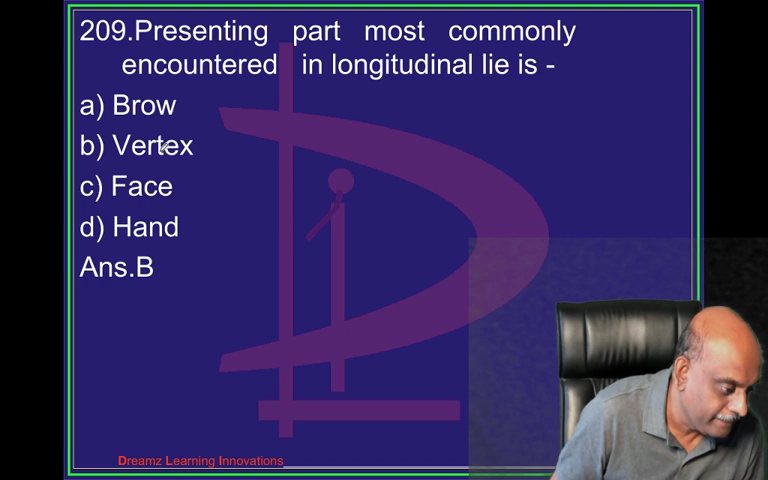 209.Presenting part most commonly
encountered in longitudinal lie is -
a) Brow
b) Vertex
c) Face
d) Hand
Ans.B
Dreamz Learning Innovations